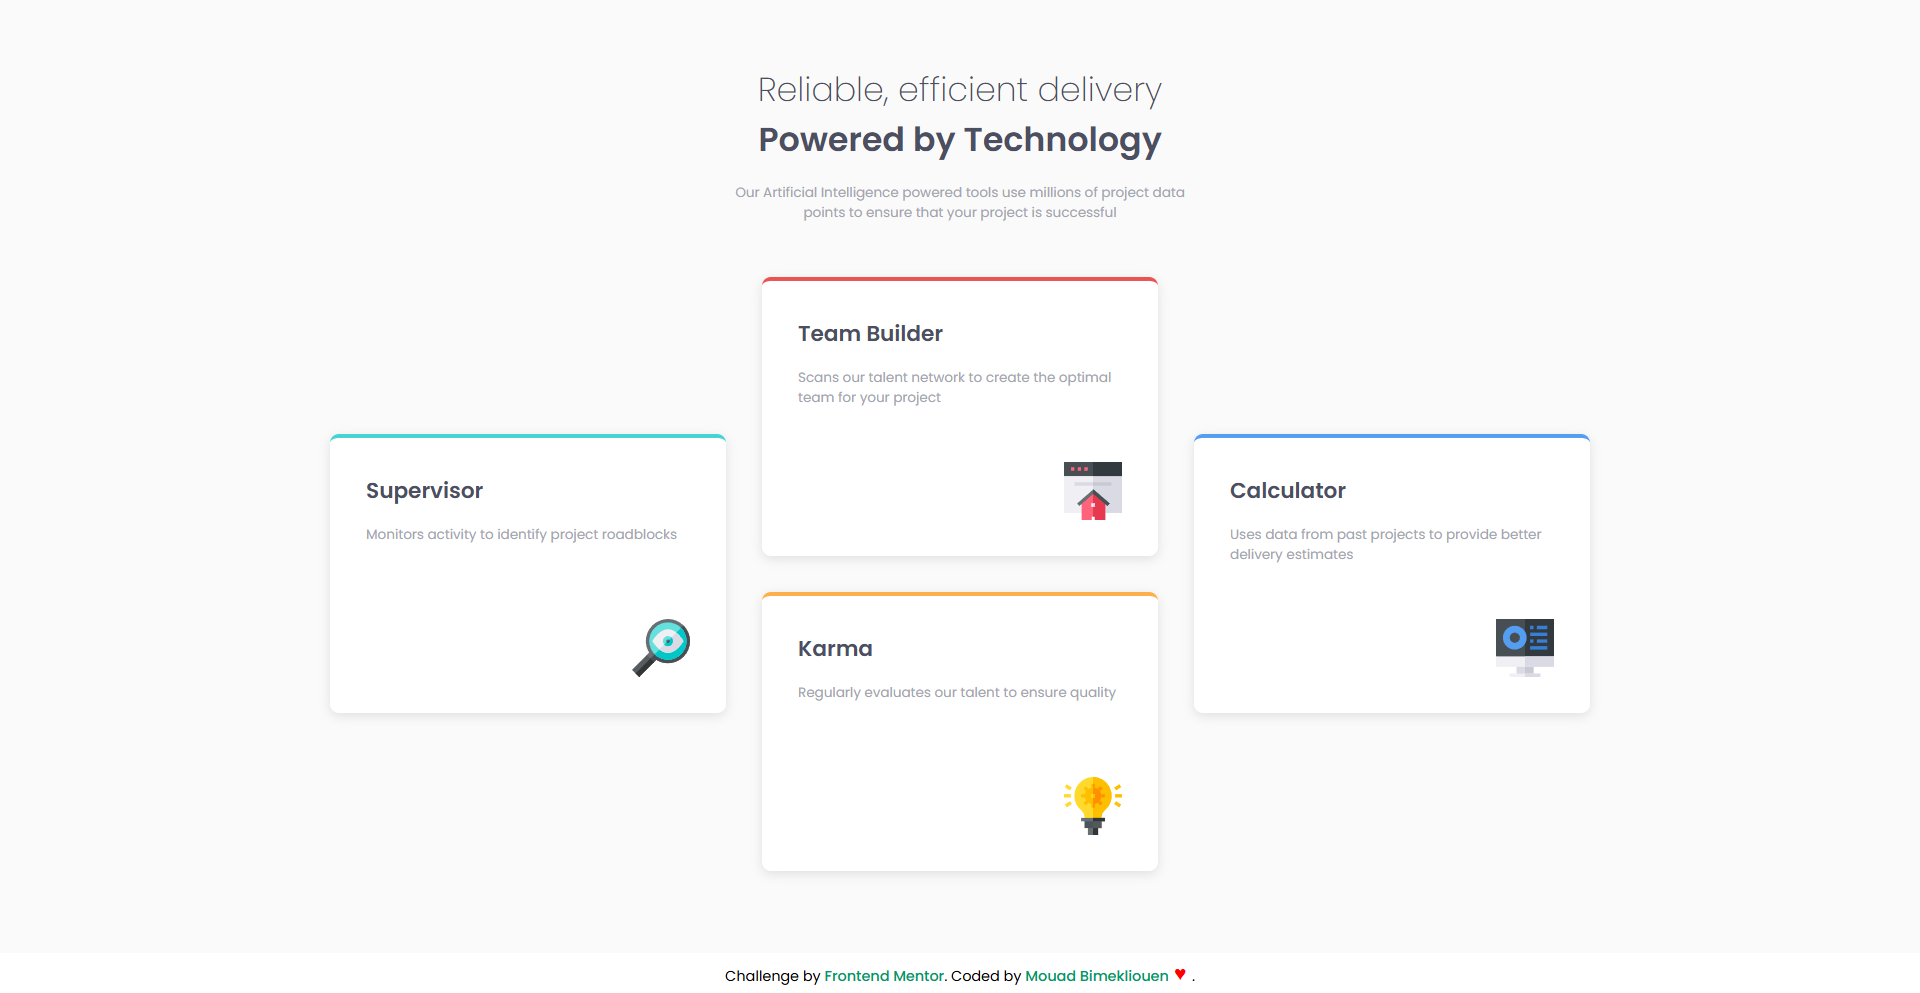 Reliable, efficient delivery
Powered by Technology
Our Artificial Intelligence powered tools use millions of project data
points to ensure that your project is successful
Team Builder
Scans our talent network to create the optimal
team for your project
Supervisor
Monitors activity to identify project roadblocks
Calculator
Uses data from past projects to provide better
delivery estimates
Karma
Regularly evaluates our talent to ensure quality
Challenge by Frontend Mentor. Coded by Mouad Bimekliouen ♥ .